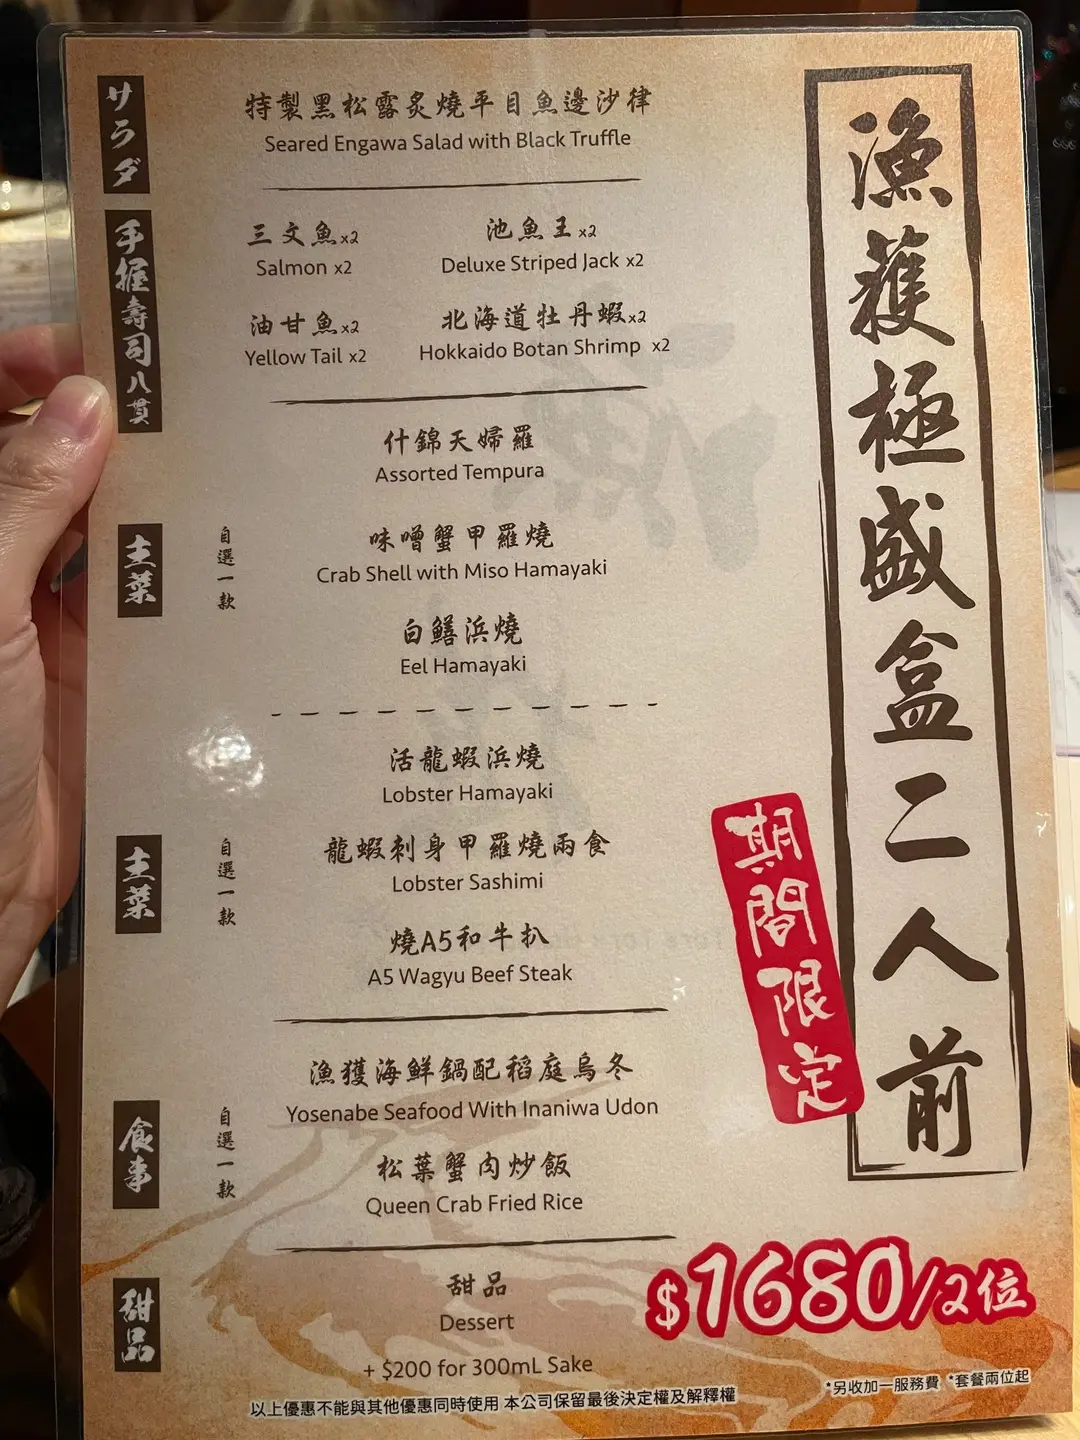 漁獲極盛盒二人前
期間限定
サラダ
特製黑松露炙燒平目魚邊沙律
Seared Engawa Salad with Black Truffle
手握壽司八貫
三文魚x2
Salmon x2
池魚王x2
Deluxe Striped Jack x2
油甘魚x2
Yellow Tail x2
北海道牡丹蝦x2
Hokkaido Botan Shrimp x2
什錦天婦羅
Assorted Tempura
主菜
自選一款
味噌蟹甲羅燒
Crab Shell with Miso Hamayaki
白鱔浜燒
Eel Hamayaki
主菜
自選一款
活龍蝦浜燒
Lobster Hamayaki
龍蝦刺身甲羅燒兩食
Lobster Sashimi
燒A5和牛扒
A5 Wagyu Beef Steak
食事
自選一款
漁獲海鮮鍋配稻庭烏冬
Yosenabe Seafood With Inaniwa Udon
松葉蟹肉炒飯
Queen Crab Fried Rice
甜品
甜品
Dessert
+ $200 for 300mL Sake
$1680/2位
*另收加一服務費 *套餐兩位起
以上優惠不能與其他優惠同時使用 本公司保留最後決定權及解釋權